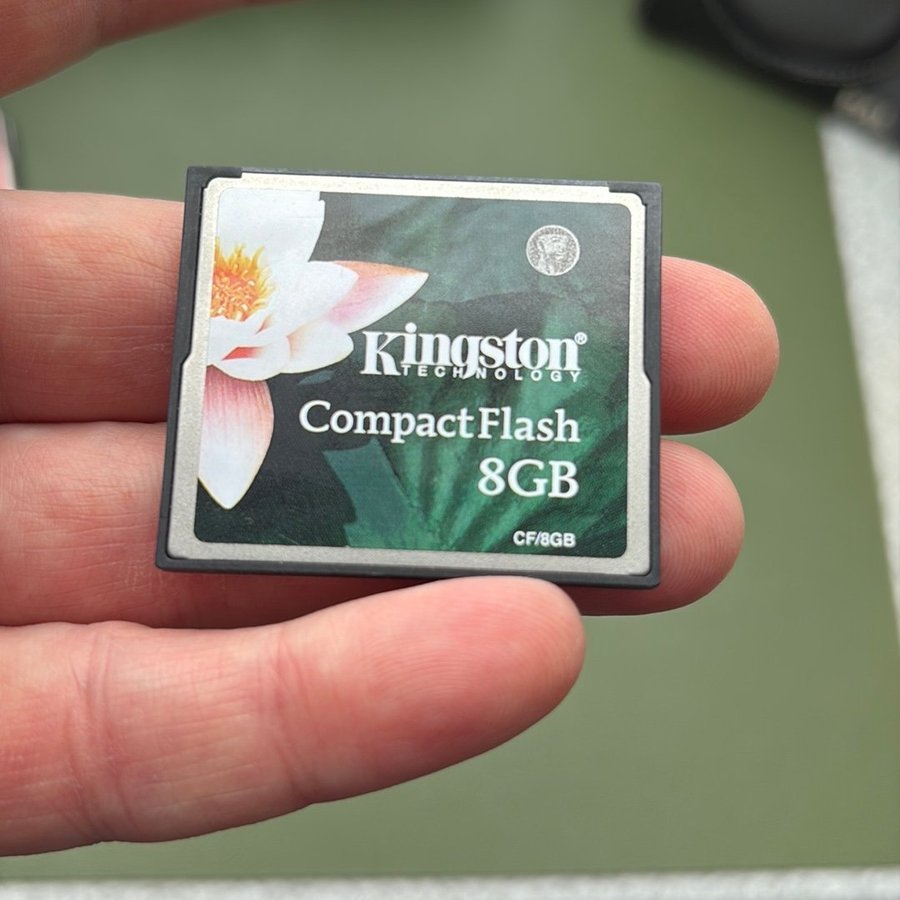 Kingston®
TECHNOLOGY
CompactFlash
8GB
CF/8GB